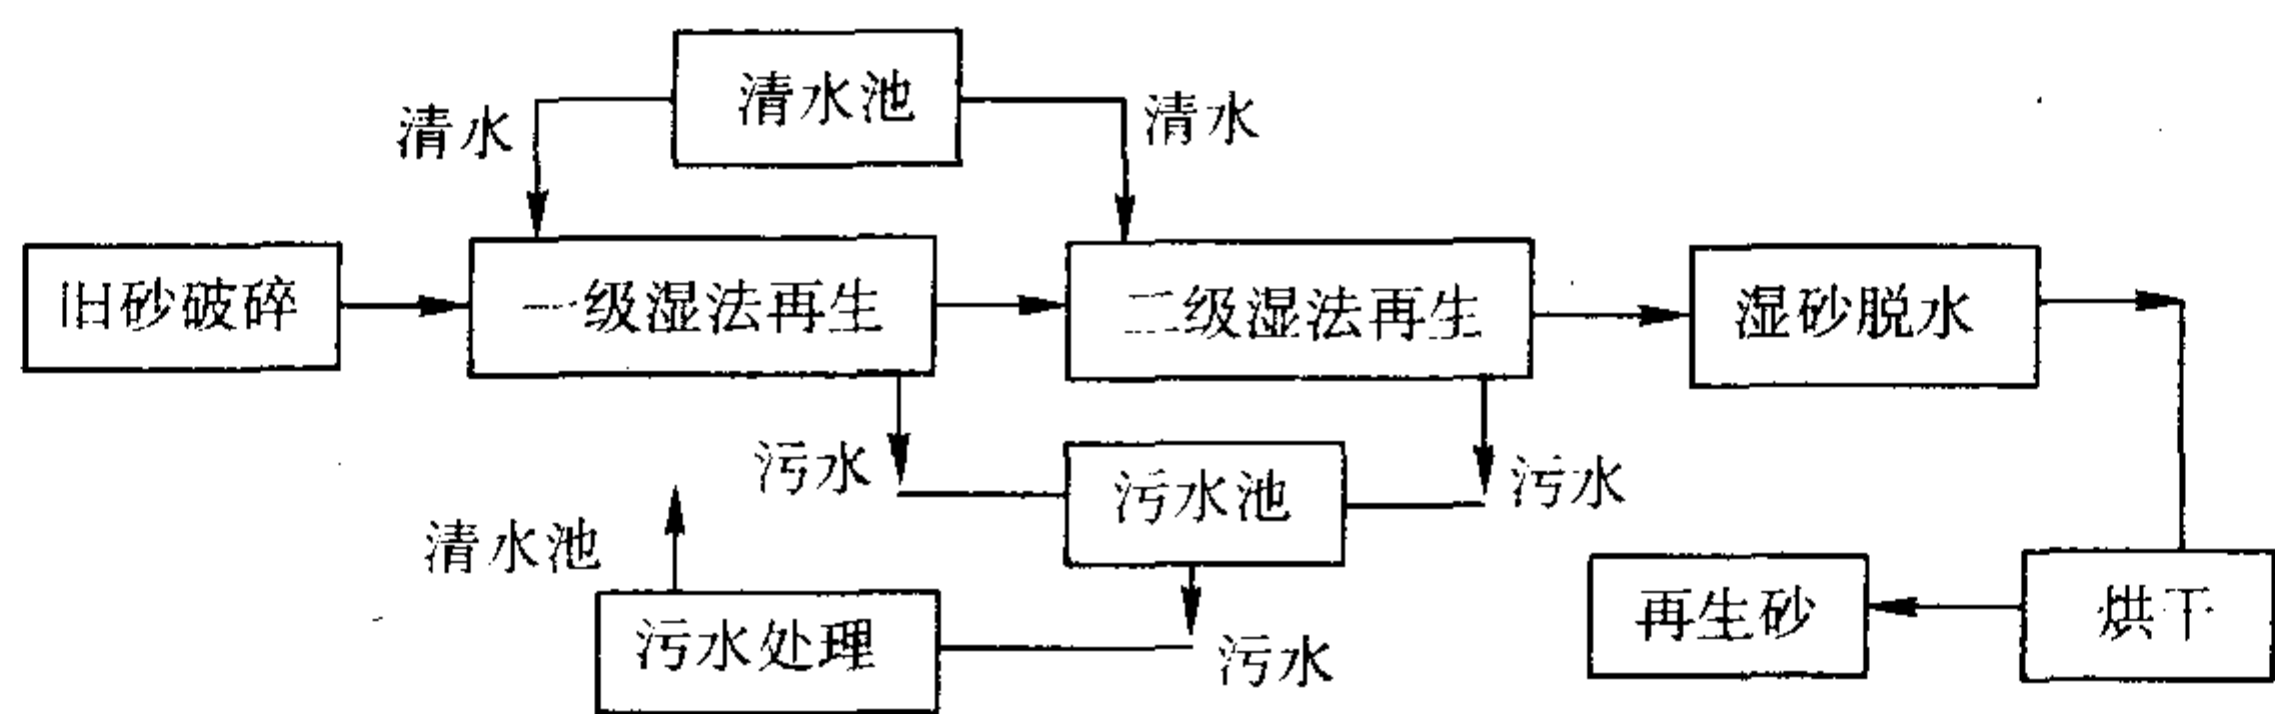 清水池
清水
清水
旧砂破碎
一级湿法再生
二级湿法再生
湿砂脱水
污水
污水池
污水
清水池
污水处理
污水
再生砂
烘干